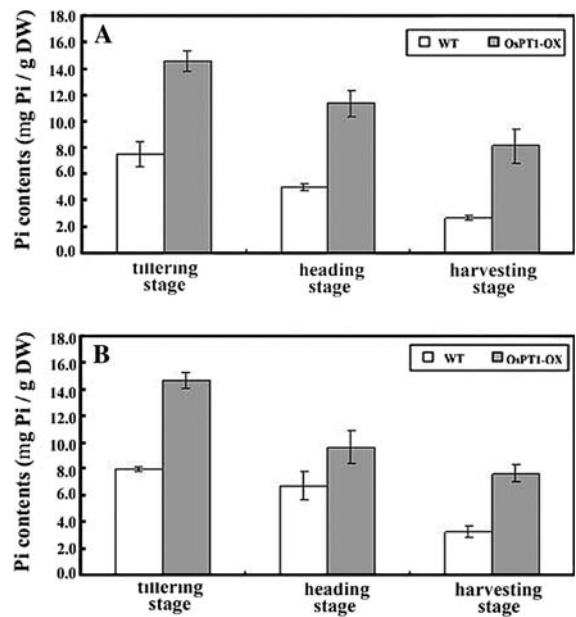 A
WT OsPT1-OX
Pi contents (mg Pi / g DW)
18.0
16.0
14.0
12.0
10.0
8.0
6.0
4.0
2.0
0.0
tillering
stage
heading
stage
harvesting
stage
B
WT OsPT1-OX
Pi contents (mg Pi / g DW)
18.0
16.0
14.0
12.0
10.0
8.0
6.0
4.0
2.0
0.0
tillering
stage
heading
stage
harvesting
stage